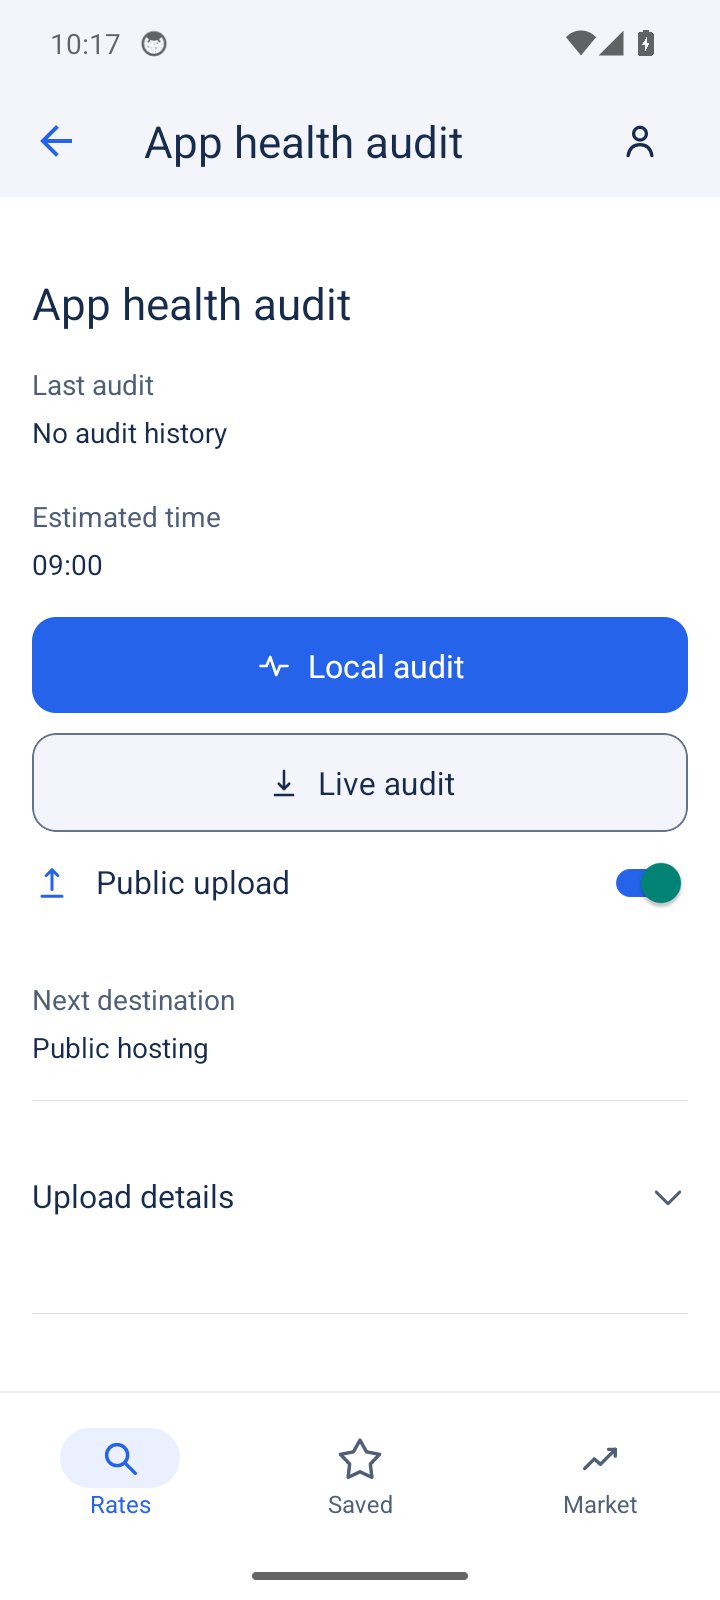 10:17
App health audit
App health audit
Last audit
No audit history
Estimated time
09:00
Local audit
Live audit
Public upload
Next destination
Public hosting
Upload details
Rates
Saved
Market